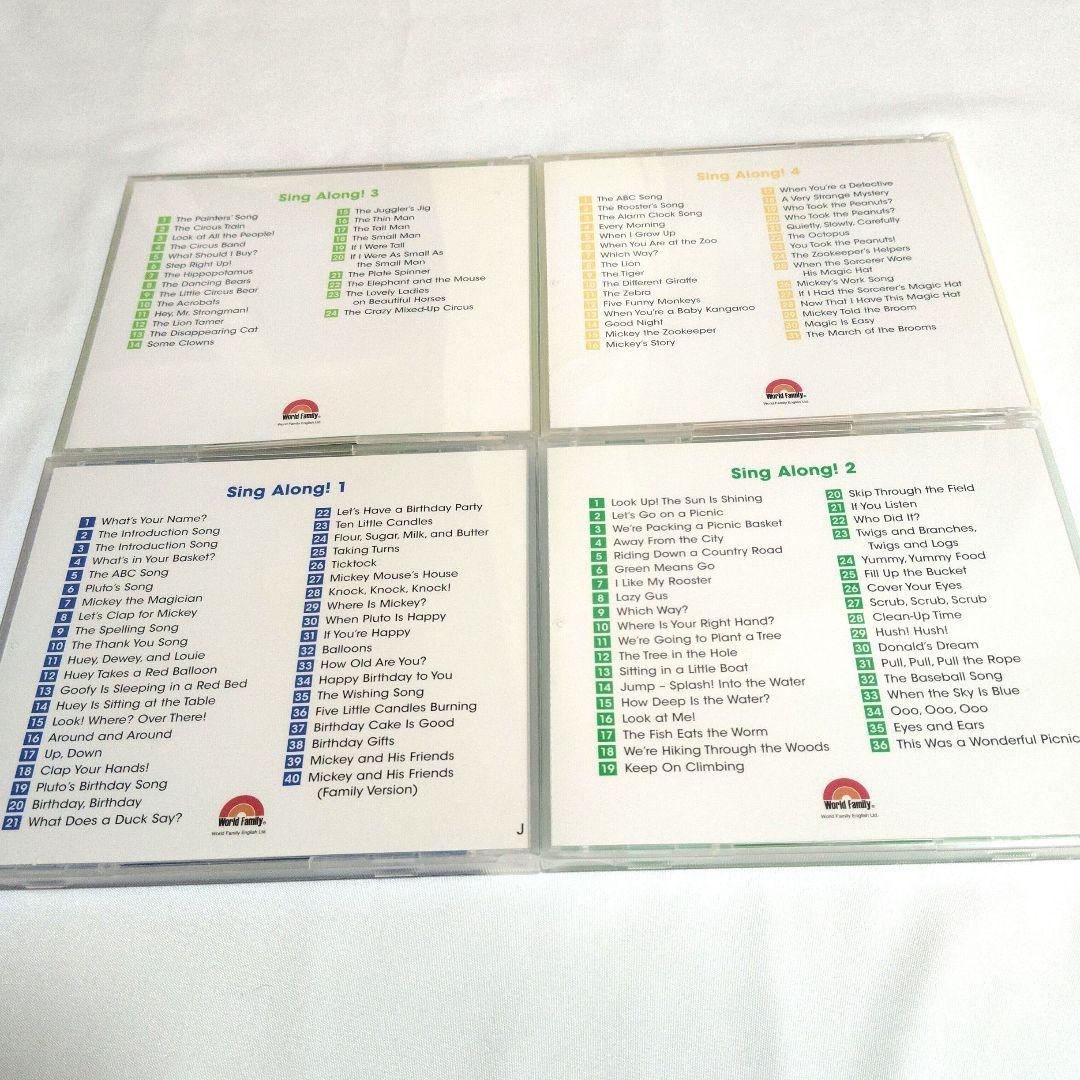 Sing Along! 3
1 The Painters' Song
2 The Circus Train
3 Look at All the People!
4 The Circus Band
5 What Should I Buy?
6 Step Right Up!
7 The Hippopotamus
8 The Dancing Bears
9 The Little Circus Bear
10 The Acrobats
11 Hey, Mr. Strongman!
12 The Lion Tamer
13 The Disappearing Cat
14 Some Clowns
15 The Juggler's Jig
16 The Thin Man
17 The Tall Man
18 The Small Man
19 If I Were Tall
20 If I Were As Small As
the Small Man
21 The Plate Spinner
22 The Elephant and the Mouse
23 The Lovely Ladies
on Beautiful Horses
24 The Crazy Mixed-Up Circus
World Family
World Family English Ltd.
Sing Along! 4
1 The ABC Song
2 The Rooster's Song
3 The Alarm Clock Song
4 Every Morning
5 When I Grow Up
6 When You Are at the Zoo
7 Which Way?
8 The Lion
9 The Tiger
10 The Different Giraffe
11 The Zebra
12 Five Funny Monkeys
13 When You're a Baby Kangaroo
14 Good Night
15 Mickey the Zookeeper
16 Mickey's Story
17 When You're a Detective
18 A Very Strange Mystery
19 Who Took the Peanuts?
20 Who Took the Peanuts?
21 Quietly, Slowly, Carefully
22 The Octopus
23 You Took the Peanuts!
24 The Zookeeper's Helpers
25 When the Sorcerer Wore
His Magic Hat
26 Mickey's Work Song
27 If I Had the Sorcerer's Magic Hat
28 Now That I Have This Magic Hat
29 Mickey Told the Broom
30 Magic Is Easy
31 The March of the Brooms
World Family
World Family English Ltd.
Sing Along! 1
1 What's Your Name?
2 The Introduction Song
3 The Introduction Song
4 What's in Your Basket?
5 The ABC Song
6 Pluto's Song
7 Mickey the Magician
8 Let's Clap for Mickey
9 The Spelling Song
10 The Thank You Song
11 Huey, Dewey, and Louie
12 Huey Takes a Red Balloon
13 Goofy Is Sleeping in a Red Bed
14 Huey Is Sitting at the Table
15 Look! Where? Over There!
16 Around and Around
17 Up, Down
18 Clap Your Hands!
19 Pluto's Birthday Song
20 Birthday, Birthday
21 What Does a Duck Say?
22 Let's Have a Birthday Party
23 Ten Little Candles
24 Flour, Sugar, Milk, and Butter
25 Taking Turns
26 Ticktock
27 Mickey Mouse's House
28 Knock, Knock, Knock!
29 Where Is Mickey?
30 When Pluto Is Happy
31 If You're Happy
32 Balloons
33 How Old Are You?
34 Happy Birthday to You
35 The Wishing Song
36 Five Little Candles Burning
37 Birthday Cake Is Good
38 Birthday Gifts
39 Mickey and His Friends
40 Mickey and His Friends
(Family Version)
World Family
World Family English Ltd.
J
Sing Along! 2
1 Look Up! The Sun Is Shining
2 Let's Go on a Picnic
3 We're Packing a Picnic Basket
4 Away From the City
5 Riding Down a Country Road
6 Green Means Go
7 I Like My Rooster
8 Lazy Gus
9 Which Way?
10 Where Is Your Right Hand?
11 We're Going to Plant a Tree
12 The Tree in the Hole
13 Sitting in a Little Boat
14 Jump – Splash! Into the Water
15 How Deep Is the Water?
16 Look at Me!
17 The Fish Eats the Worm
18 We're Hiking Through the Woods
19 Keep On Climbing
20 Skip Through the Field
21 If You Listen
22 Who Did It?
23 Twigs and Branches,
Twigs and Logs
24 Yummy, Yummy Food
25 Fill Up the Bucket
26 Cover Your Eyes
27 Scrub, Scrub, Scrub
28 Clean-Up Time
29 Hush! Hush!
30 Donald's Dream
31 Pull, Pull, Pull the Rope
32 The Baseball Song
33 When the Sky Is Blue
34 Ooo, Ooo, Ooo
35 Eyes and Ears
36 This Was a Wonderful Picnic
World Family
World Family English Ltd.